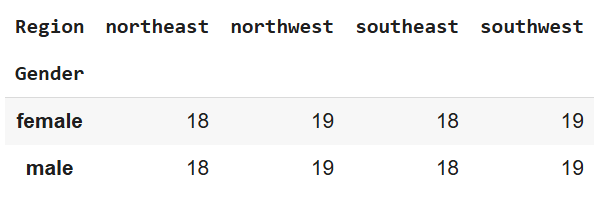 Region northeast northwest southeast southwest
Gender
female 18 19 18 19
male 18 19 18 19